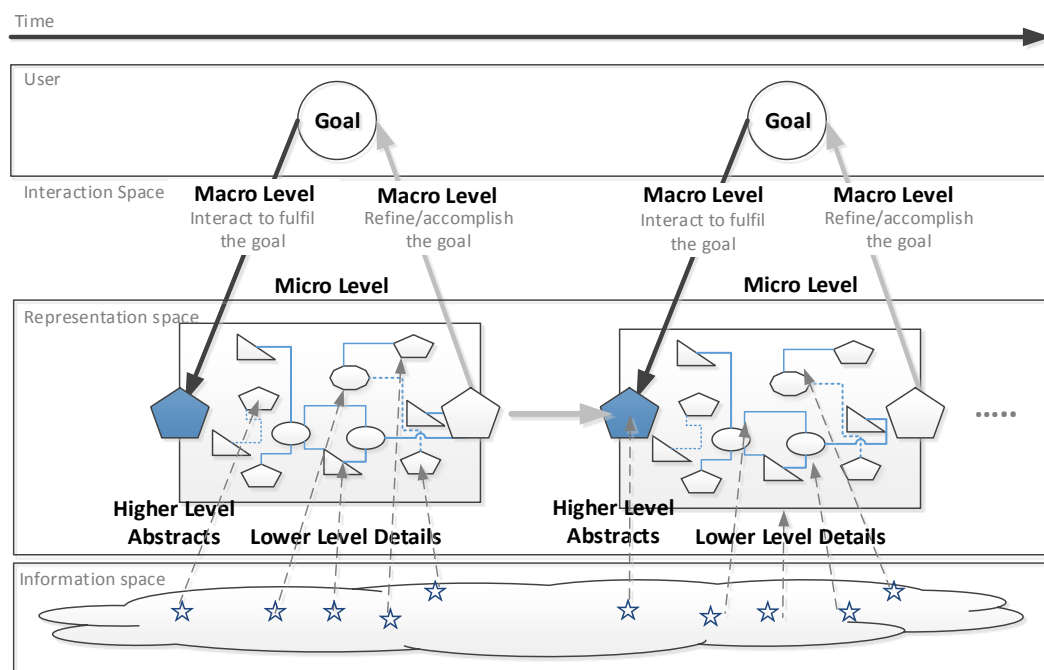 Time
User
Goal
Goal
Interaction Space
Macro Level
Interact to fulfil
the goal
Macro Level
Refine/accomplish
the goal
Macro Level
Interact to fulfil
the goal
Macro Level
Refine/accomplish
the goal
Micro Level
Micro Level
Representation space
.....
Higher Level
Abstracts
Lower Level Details
Higher Level
Abstracts
Lower Level Details
Information space